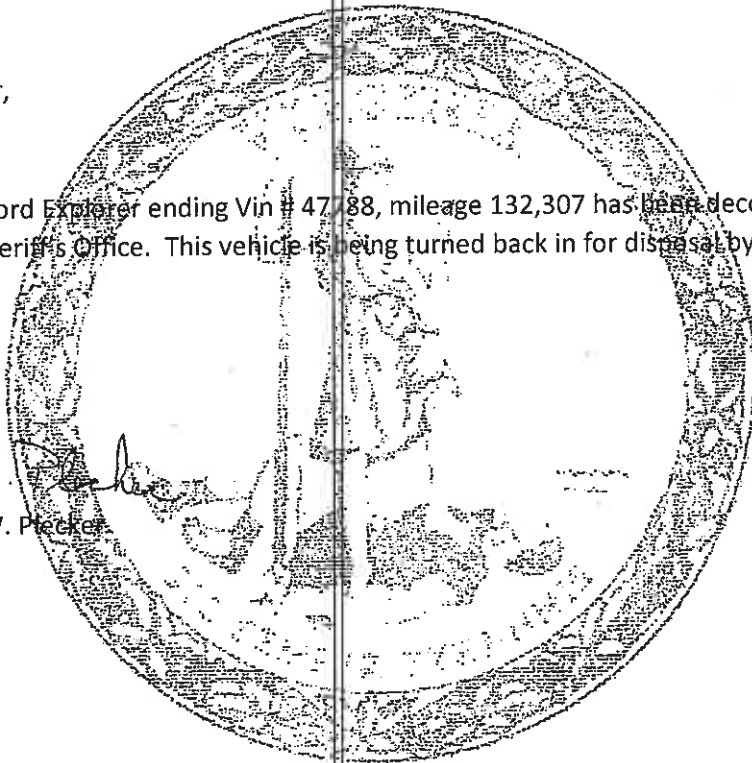 ,
ord Explorer ending Vin # 47788, mileage 132,307 has been deco
eriff's Office. This vehicle is being turned back in for disposal by
. Plecker